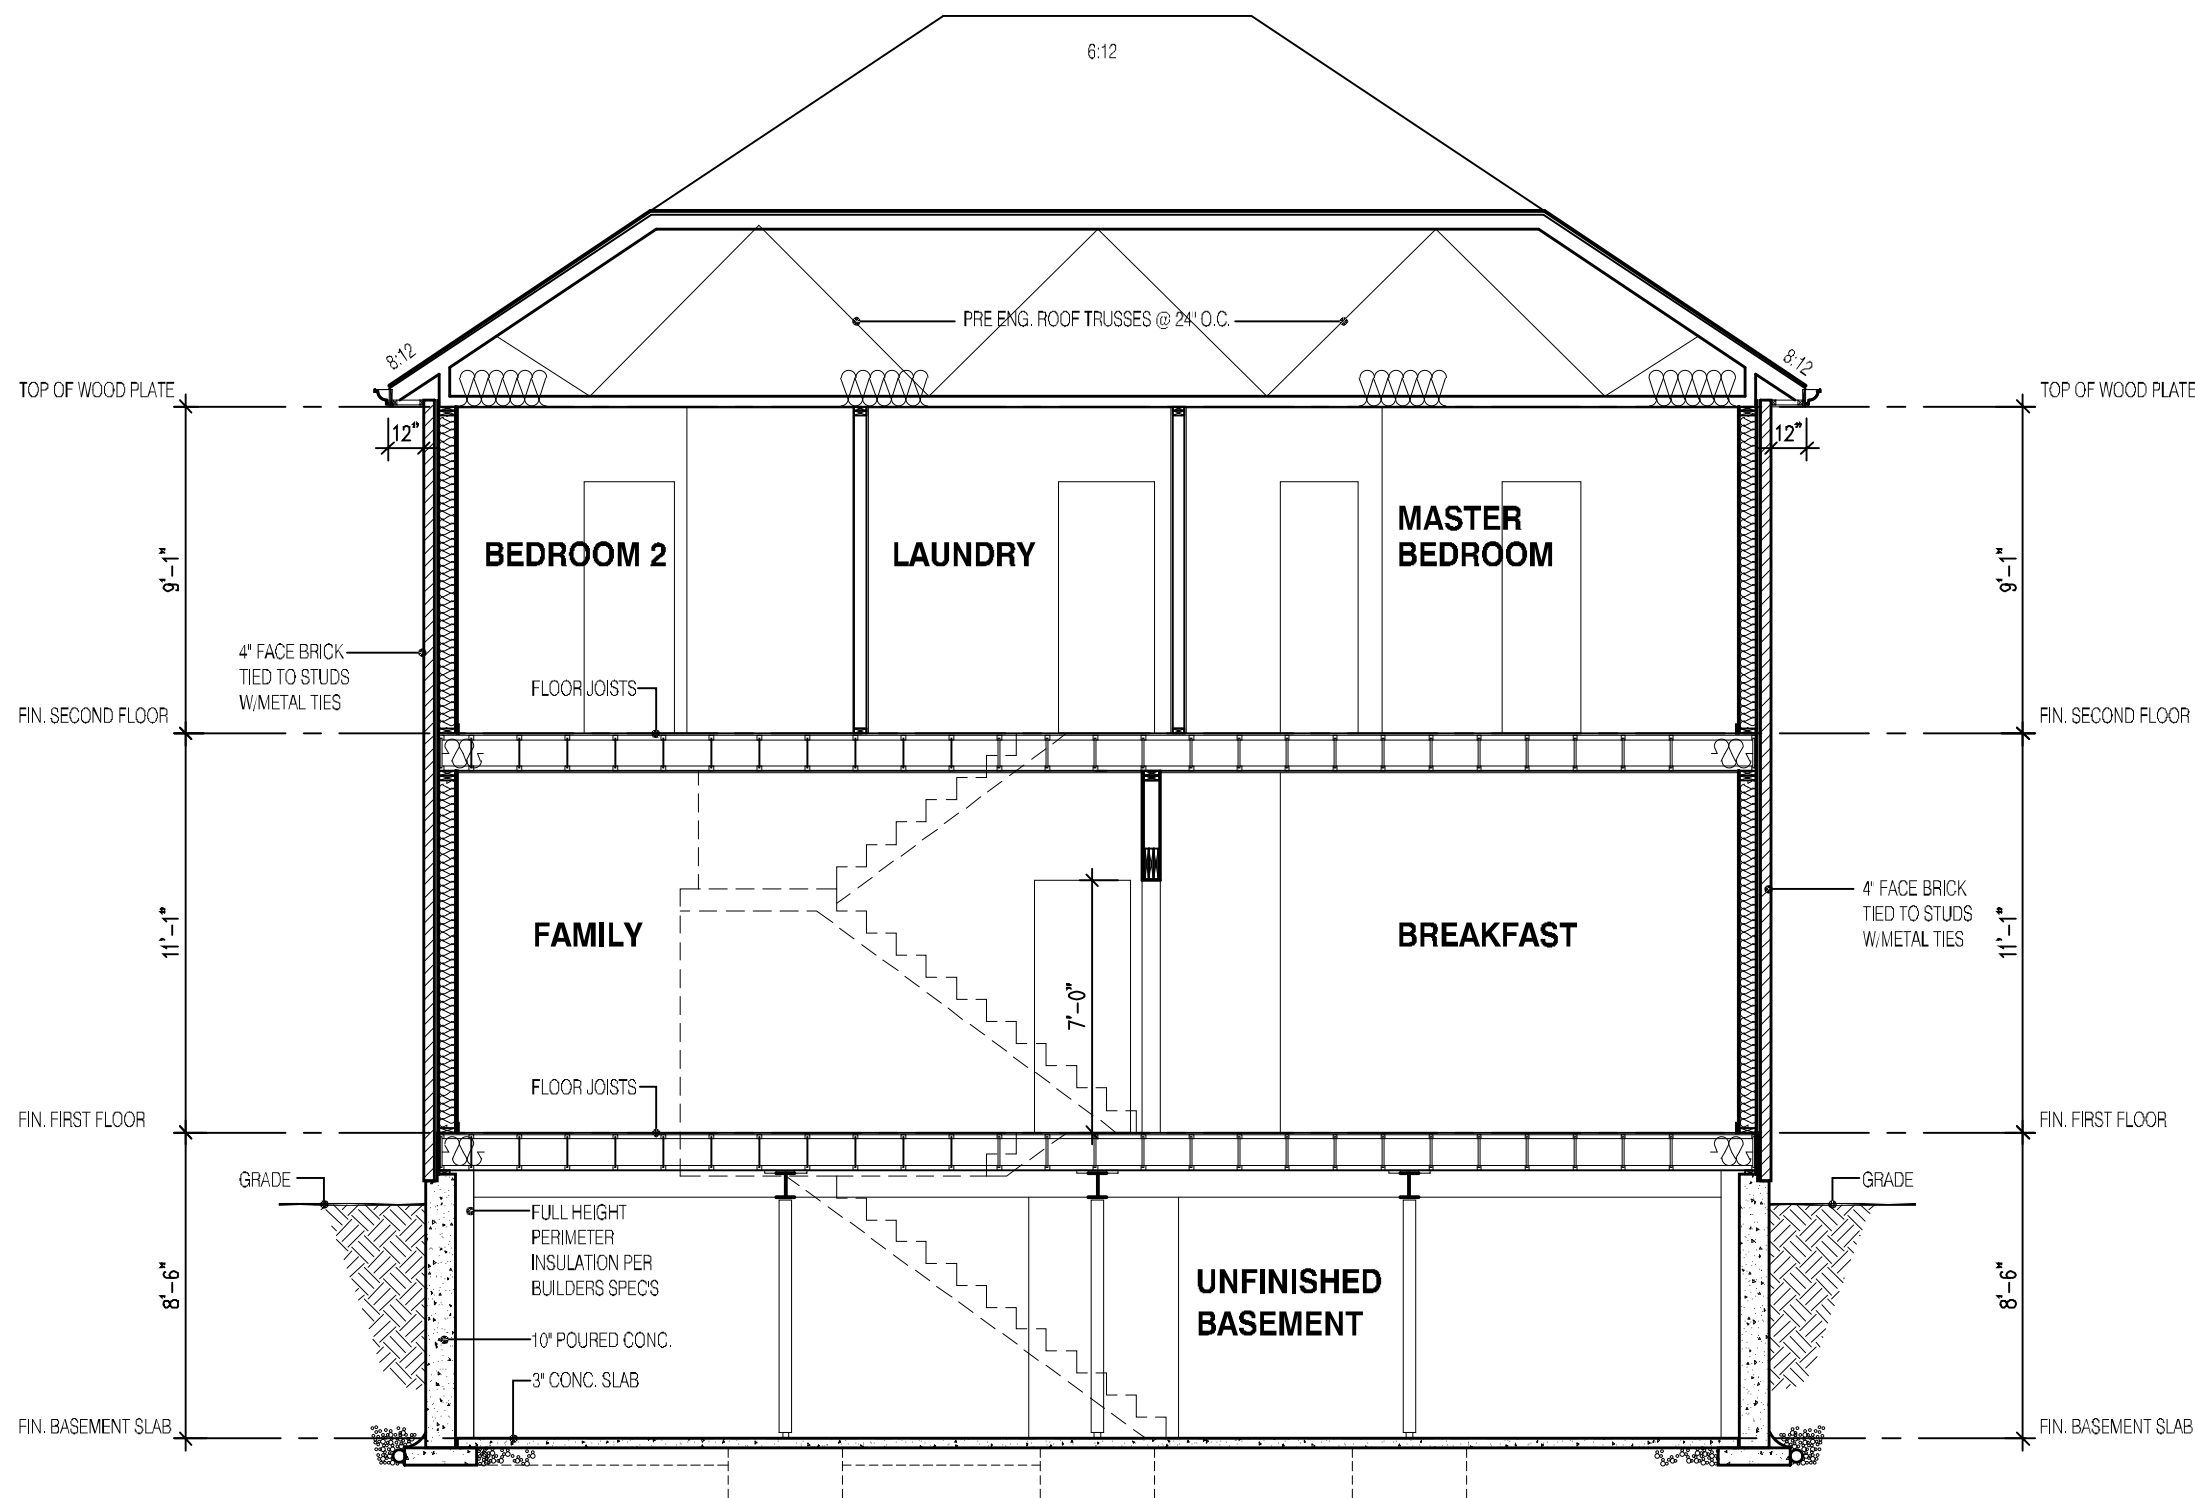 6:12
PRE ENG. ROOF TRUSSES @ 24" O.C.
8:12
8:12
TOP OF WOOD PLATE
TOP OF WOOD PLATE
12"
12"
MASTER
BEDROOM
BEDROOM 2
LAUNDRY
9'-1"
9'-1"
4" FACE BRICK
TIED TO STUDS
W/METAL TIES
FLOOR JOISTS
FIN. SECOND FLOOR
FIN. SECOND FLOOR
4" FACE BRICK
TIED TO STUDS
W/METAL TIES
11'-1"
FAMILY
BREAKFAST
11'-1"
7'-0"
FLOOR JOISTS
FIN. FIRST FLOOR
FIN. FIRST FLOOR
GRADE
GRADE
FULL HEIGHT
PERIMETER
INSULATION PER
BUILDERS SPEC'S
8'-6"
UNFINISHED
BASEMENT
8'-6"
10" POURED CONC.
3" CONC. SLAB
FIN. BASEMENT SLAB
FIN. BASEMENT SLAB